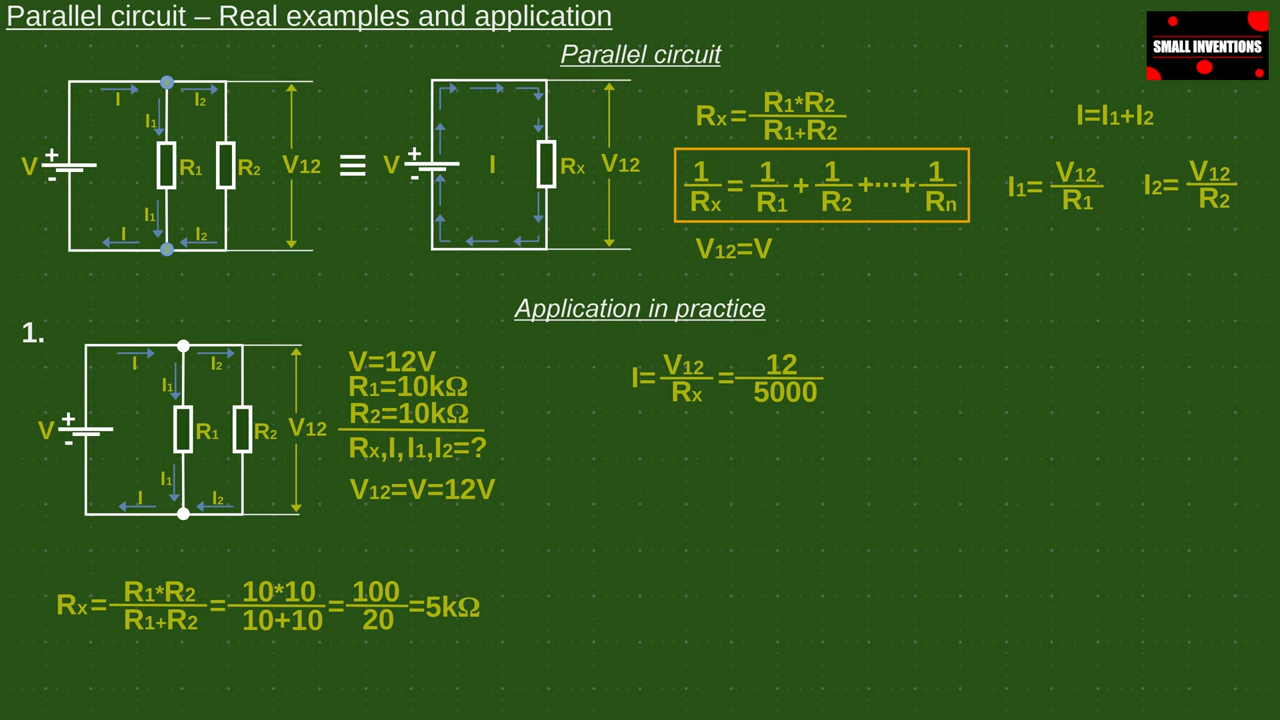 Parallel circuit – Real examples and application
SMALL INVENTIONS
Parallel circuit
I I2
I1
V + - R1 R2 V12
I1
I I2
≡
V + - I Rx V12
Rx = R1*R2 / R1+R2
I=I1+I2
1/Rx = 1/R1 + 1/R2 +···+ 1/Rn
I1= V12 / R1
I2= V12 / R2
V12=V
Application in practice
1.
I I2
I1
V + - R1 R2 V12
I1
I I2
V=12V
R1=10kΩ
R2=10kΩ
Rx,I,I1,I2=?
V12=V=12V
I= V12 / Rx = 12 / 5000
Rx = R1*R2 / R1+R2 = 10*10 / 10+10 = 100 / 20 =5kΩ